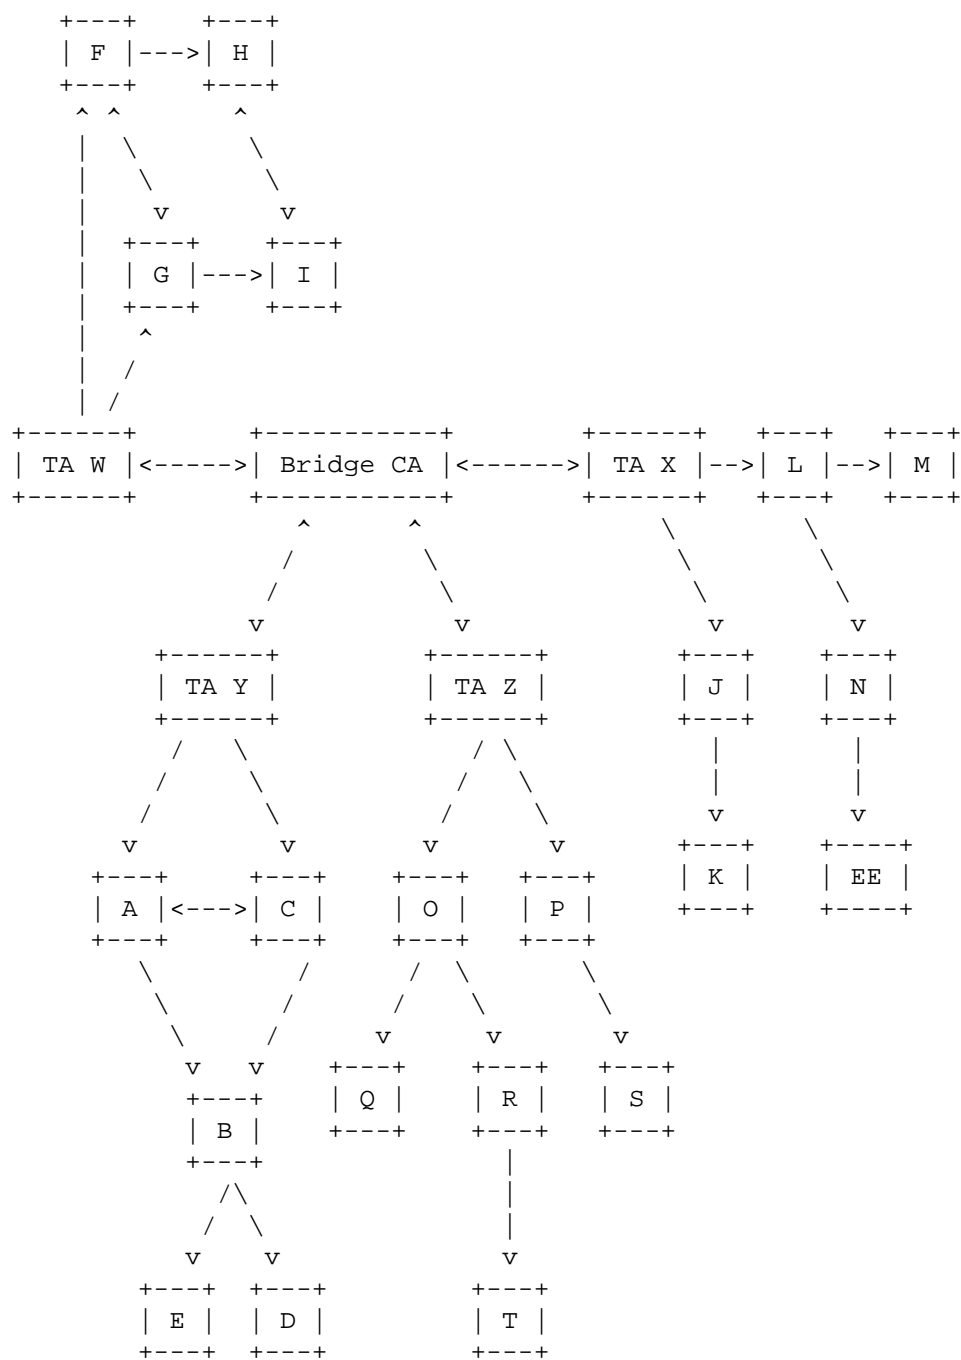 +---+    +---+
   | F |--->| H |
   +---+    +---+
    ^ ^       ^
    |  \       \
    |   \       \
    |    v       v
    |  +---+    +---+
    |  | G |--->| I |
    |  +---+    +---+
    |   ^
    |  /
    | /
+------+       +-----------+        +------+   +---+   +---+
| TA W |<----->| Bridge CA |<------>| TA X |-->| L |-->| M |
+------+       +-----------+        +------+   +---+   +---+
                  ^      ^               \        \
                 /        \               \        \
                /          \               \        \
               v            v               v        v
         +------+         +------+        +---+    +---+
         | TA Y |         | TA Z |        | J |    | N |
         +------+         +------+        +---+    +---+
          /   \              / \            |        |
         /     \            /   \           |        |
        /       \          /     \          v        v
       v         v        v       v       +---+    +----+
     +---+     +---+    +---+   +---+     | K |    | EE |
     | A |<--->| C |    | O |   | P |     +---+    +----+
     +---+     +---+    +---+   +---+
        \         /      /  \       \
         \       /      /    \       \
          \     /      v      v       v
           v   v    +---+    +---+   +---+
           +---+    | Q |    | R |   | S |
           | B |    +---+    +---+   +---+
           +---+               |
             /\                |
            /  \               |
           v    v              v
        +---+  +---+         +---+
        | E |  | D |         | T |
        +---+  +---+         +---+